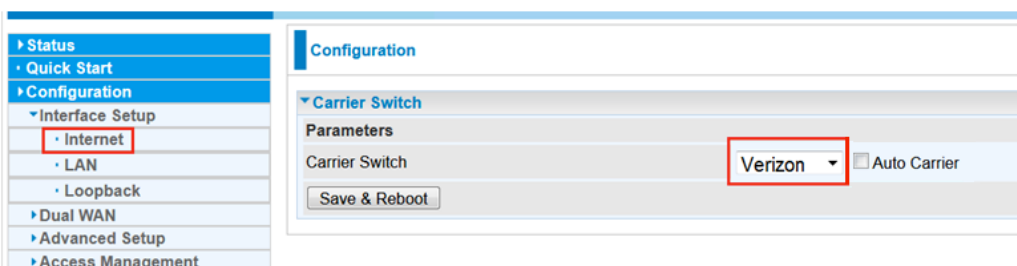 Status
Quick Start
Configuration
Interface Setup
Internet
LAN
Loopback
Dual WAN
Advanced Setup
Access Management
Configuration
Carrier Switch
Parameters
Carrier Switch Verizon Auto Carrier
Save & Reboot